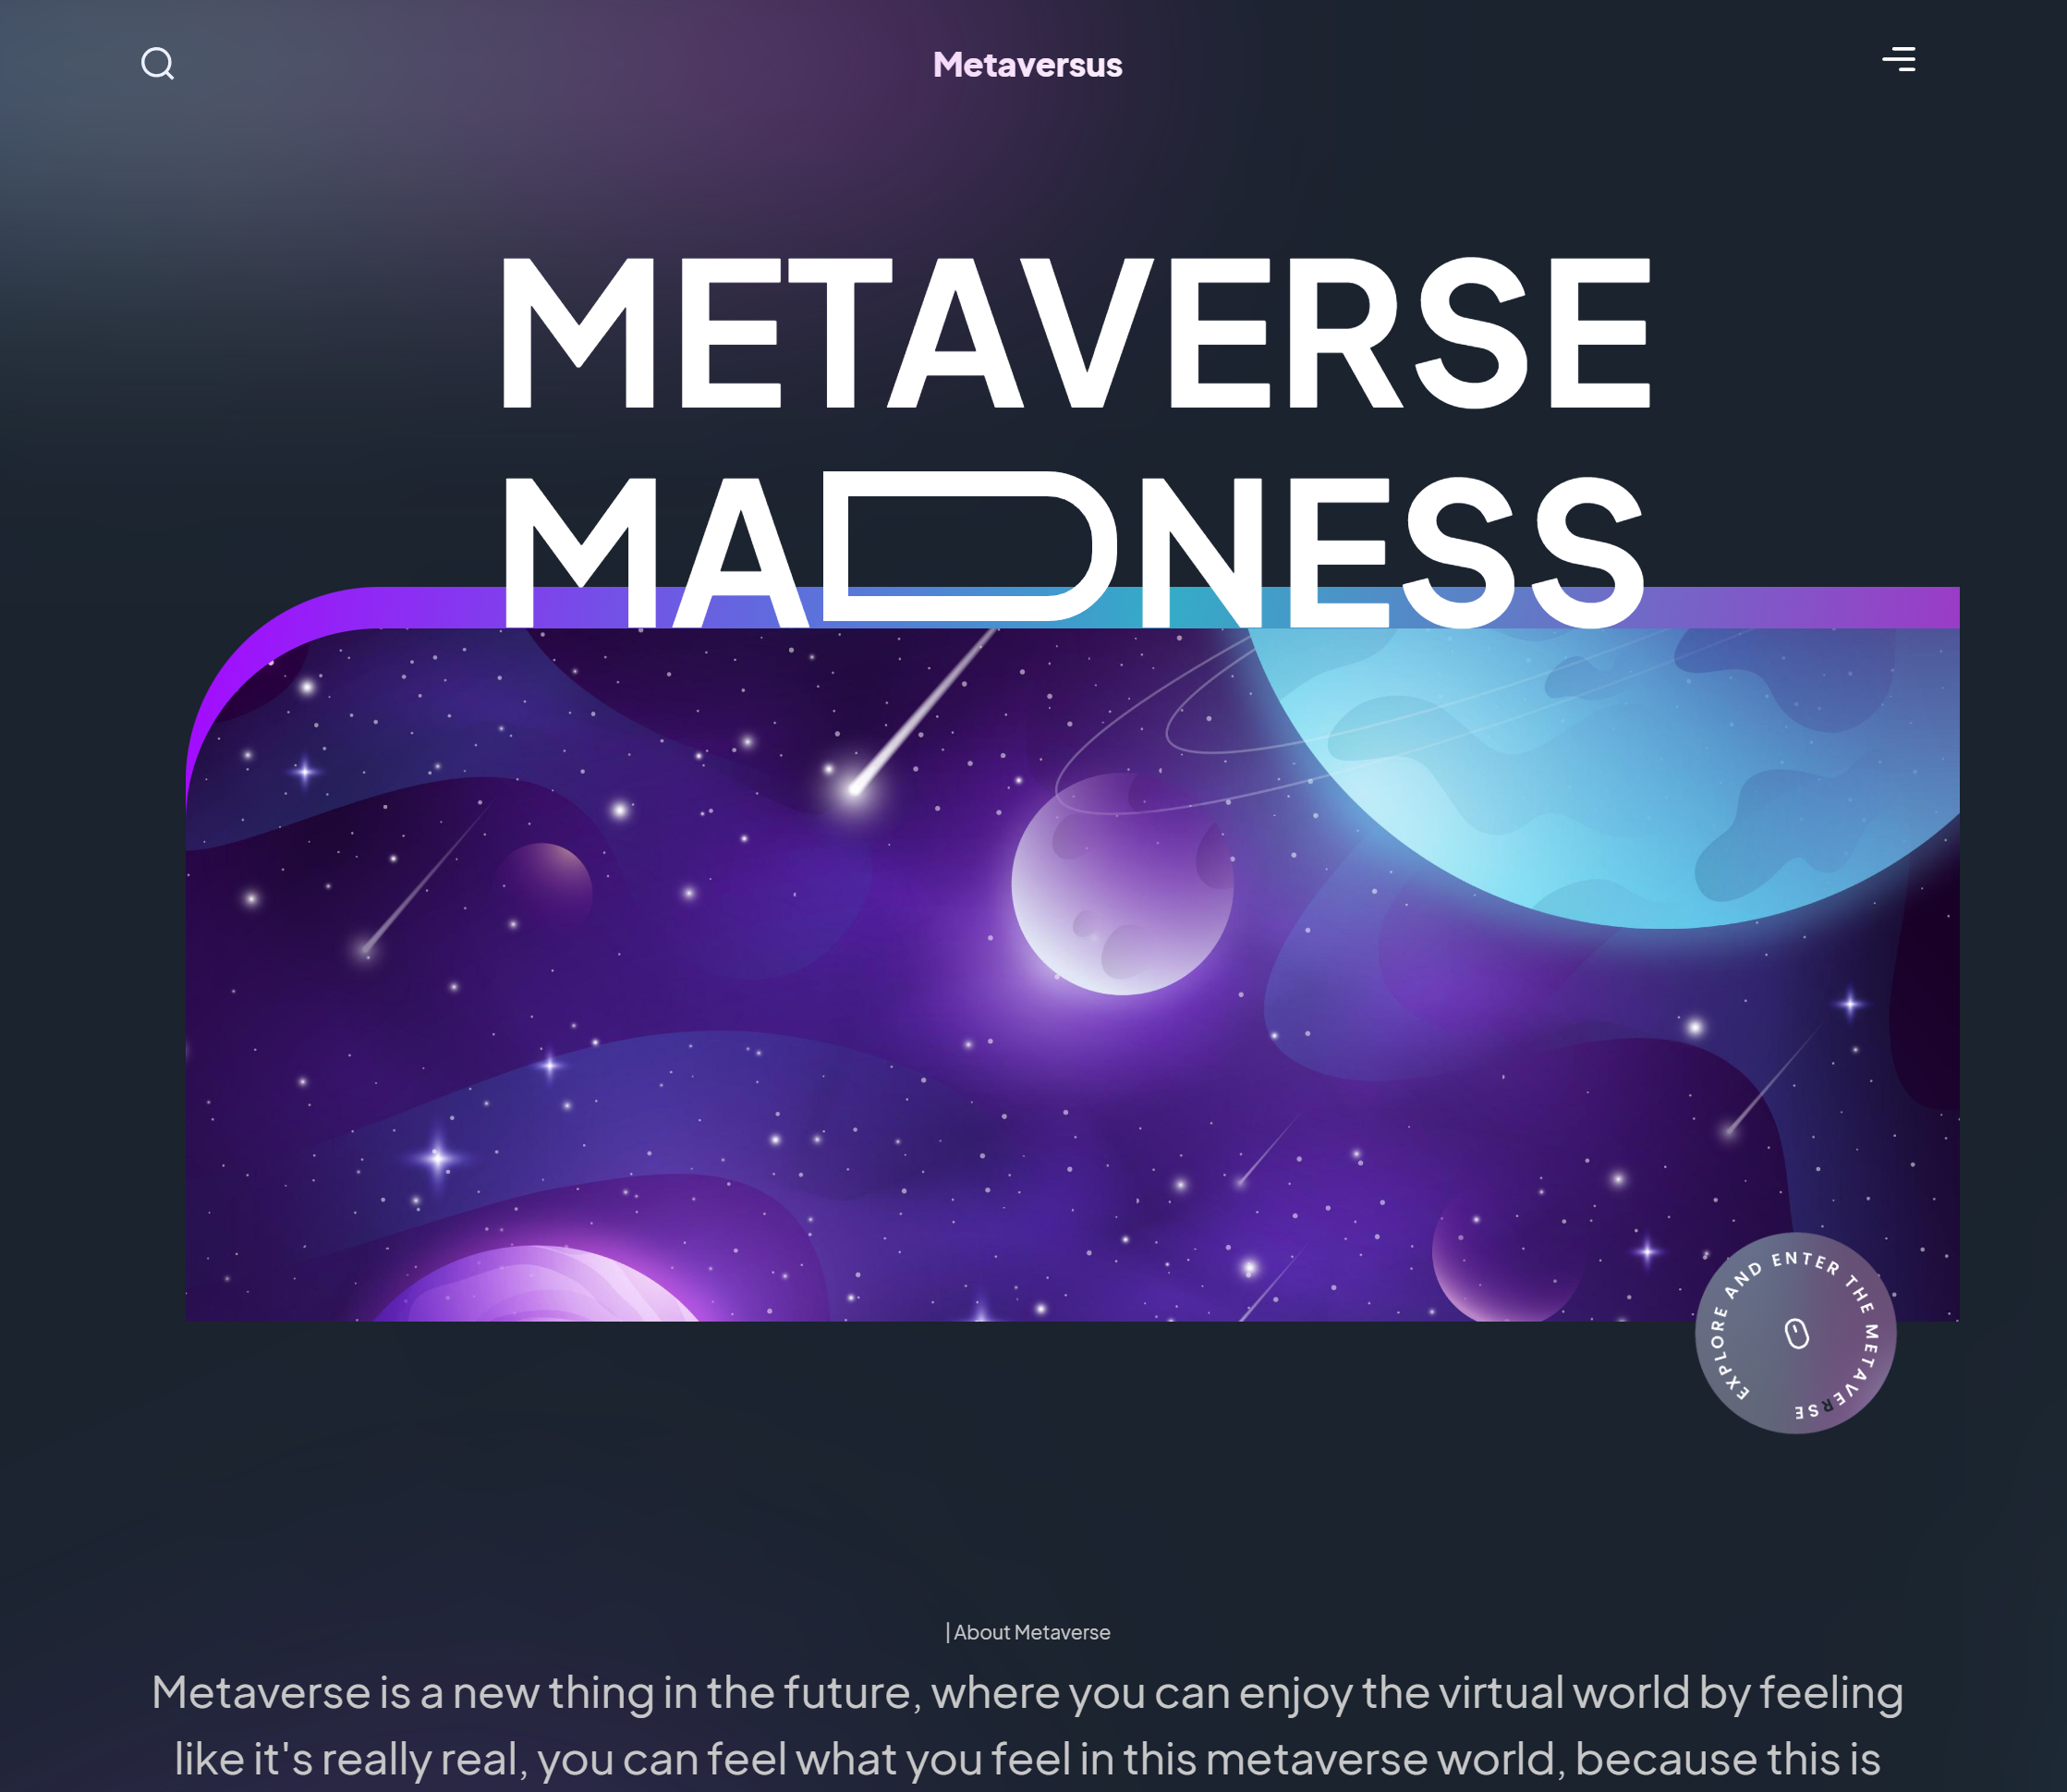 Metaversus
METAVERSE
MADNESS
EXPLORE AND ENTER THE METAVERSE
| About Metaverse
Metaverse is a new thing in the future, where you can enjoy the virtual world by feeling
like it's really real, you can feel what you feel in this metaverse world, because this is